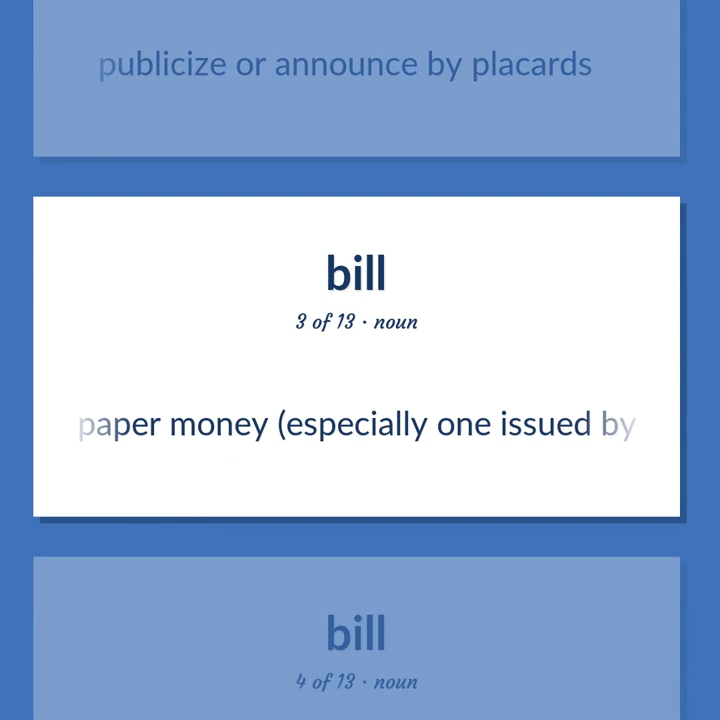 publicize or announce by placards
bill
3 of 13 · noun
paper money (especially one issued by
bill
4 of 13 · noun